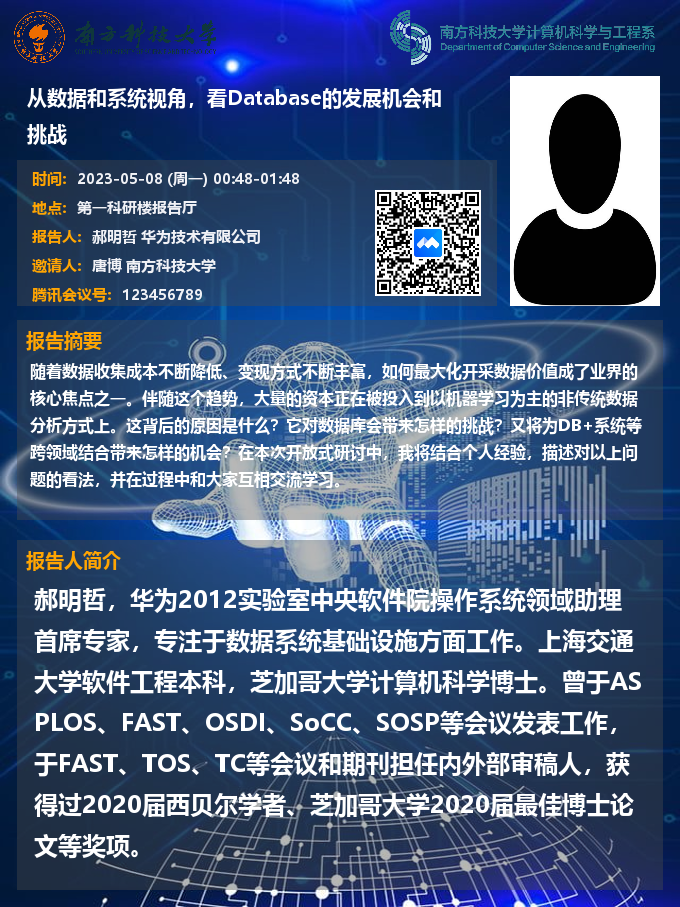 南方科技大学
南方科技大学计算机科学与工程系
Department of Computer Science and Engineering
从数据和系统视角，看Database的发展机会和
挑战
时间：2023-05-08 (周一) 00:48-01:48
地点：第一科研楼报告厅
报告人：郝明哲 华为技术有限公司
邀请人：唐博 南方科技大学
腾讯会议号：123456789
报告摘要
随着数据收集成本不断降低、变现方式不断丰富，如何最大化开采数据价值成了业界的
核心焦点之一。伴随这个趋势，大量的资本正在被投入到以机器学习为主的非传统数据
分析方式上。这背后的原因是什么？它对数据库会带来怎样的挑战？又将为DB+系统等
跨领域结合带来怎样的机会？在本次开放式研讨中，我将结合个人经验，描述对以上问
题的看法，并在过程中和大家互相交流学习。
报告人简介
郝明哲，华为2012实验室中央软件院操作系统领域助理
首席专家，专注于数据系统基础设施方面工作。上海交通
大学软件工程本科，芝加哥大学计算机科学博士。曾于AS
PLOS、FAST、OSDI、SoCC、SOSP等会议发表工作，
于FAST、TOS、TC等会议和期刊担任内外部审稿人，获
得过2020届西贝尔学者、芝加哥大学2020届最佳博士论
文等奖项。